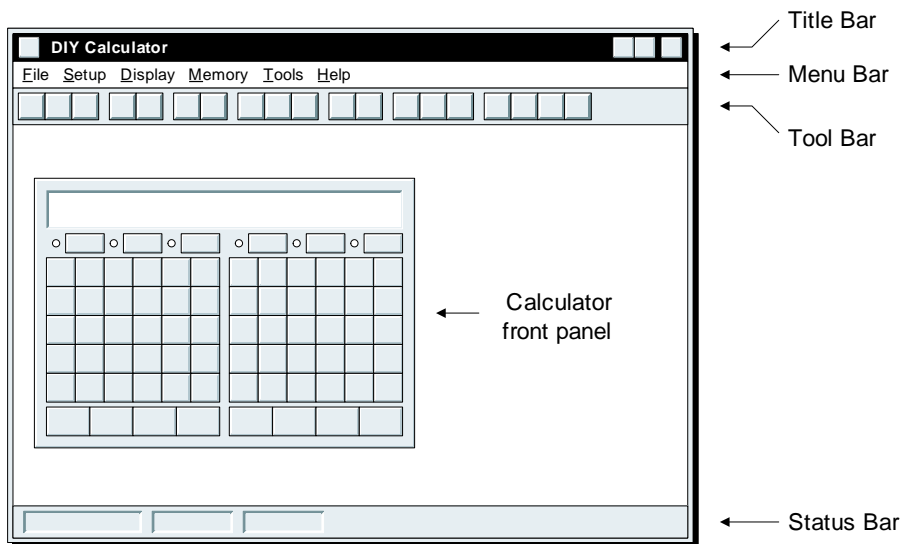 Title Bar
DIY Calculator
File Setup Display Memory Tools Help
Menu Bar
Tool Bar
Calculator
front panel
Status Bar